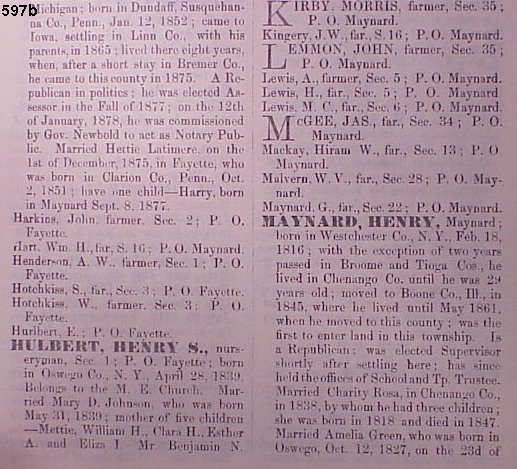 597b
Michigan; born in Dundaff, Susquehan-
na Co., Penn., Jan. 12, 1852; came to
Iowa, settling in Linn Co., with his
parents, in 1865; lived there eight years,
when, after a short stay in Bremer Co.,
he came to this county in 1875. A Re-
publican in politics; he was elected As-
sessor in the Fall of 1877; on the 12th
of January, 1878, he was commissioned
by Gov. Newbold to act as Notary Pub-
lic. Married Hettie Latimere, on the
1st of December, 1875, in Fayette, who
was born in Clarion Co., Penn., Oct.
2, 1851; have one child—Harry, born
in Maynard Sept. 8, 1877.
Harkins, John, farmer, Sec. 2; P. O.
Fayette.
Hart, Wm. H., far, S. 16; P. O. Maynard.
Henderson, A. W., farmer, Sec. 1; P. O.
Fayette.
Hotchkiss, S., far., Sec. 3; P. O. Fayette.
Hotchkiss, W., farmer, Sec. 3; P. O.
Fayette.
Hurlbert, E.; P. O. Fayette.
HULBERT, HENRY S., nurs-
eryman, Sec. 1; P. O. Fayette; born
in Oswego Co., N. Y., April 28, 1839.
Belongs to the M. E. Church. Mar-
ried Mary D. Johnson, who was born
May 31, 1839; mother of five children
—Mettie, William H., Clara H., Esther
A. and Eliza I. Mr. Benjamin N.
KIRBY, MORRIS, farmer, Sec. 35;
P. O. Maynard.
Kingery, J. W., far., S. 16; P. O. Maynard.
LEMMON, JOHN, farmer, Sec. 35;
P. O. Maynard.
Lewis, A., farmer, Sec. 5; P. O. Maynard.
Lewis, H., far., Sec. 5; P. O. Maynard
Lewis, M. C., far., Sec. 6; P. O. Maynard.
McGEE, JAS., far., Sec. 34; P. O.
Maynard.
Mackay, Hiram W., far., Sec. 13; P. O.
Maynard.
Malvern, W. V., far., Sec. 28; P. O. May-
nard.
Maynard, G., far., Sec. 22; P. O. Maynard.
MAYNARD, HENRY, Maynard;
born in Westchester Co., N. Y., Feb. 18,
1816; with the exception of two years
passed in Broome and Tioga Cos., he
lived in Chenango Co. until he was 29
years old; moved to Boone Co., Ill., in
1845, where he lived until May 1861,
when he moved to this county; was the
first to enter land in this township. Is
a Republican; was elected Supervisor
shortly after settling here; has since
held the offices of School and Tp. Trustee.
Married Charity Rosa, in Chenango Co.,
in 1838, by whom he had three children;
she was born in 1818 and died in 1847.
Married Amelia Green, who was born in
Oswego, Oct. 12, 1827, on the 23d of